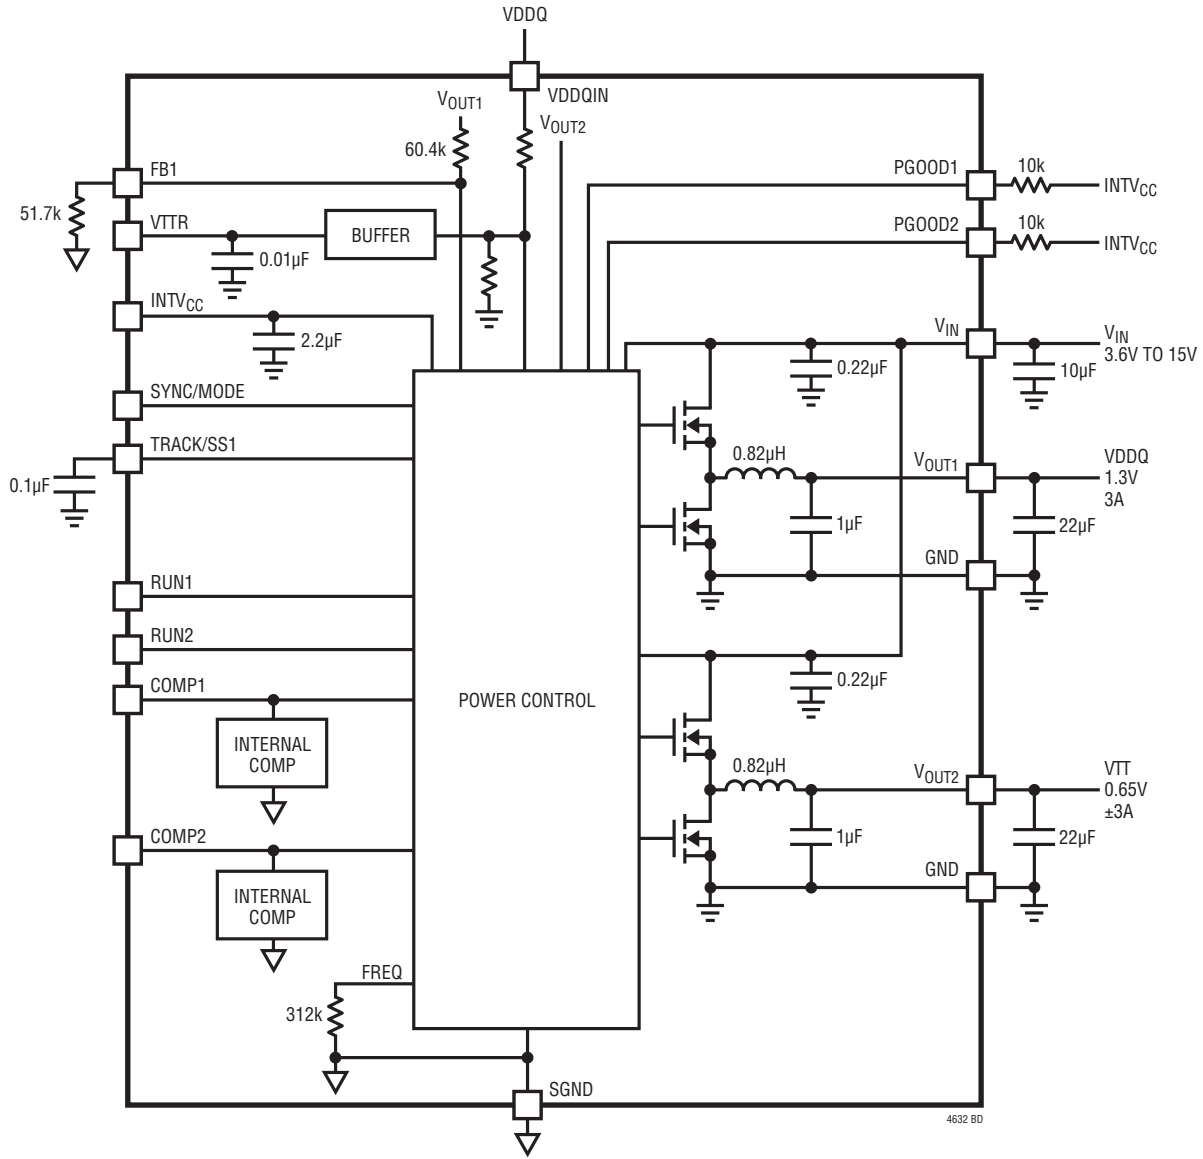 VDDQ
VDDQIN
VOUT1
VOUT2
60.4k
FB1
PGOOD1
10k
INTVCC
51.7k
VTTR
BUFFER
PGOOD2
10k
INTVCC
0.01µF
INTVCC
2.2µF
VIN
VIN
3.6V TO 15V
0.22µF
10µF
SYNC/MODE
TRACK/SS1
0.1µF
0.82µH
VOUT1
VDDQ
1.3V
3A
1µF
22µF
GND
RUN1
RUN2
COMP1
0.22µF
POWER CONTROL
INTERNAL
COMP
0.82µH
VOUT2
VTT
0.65V
±3A
COMP2
1µF
22µF
GND
INTERNAL
COMP
FREQ
312k
SGND
4632 BD